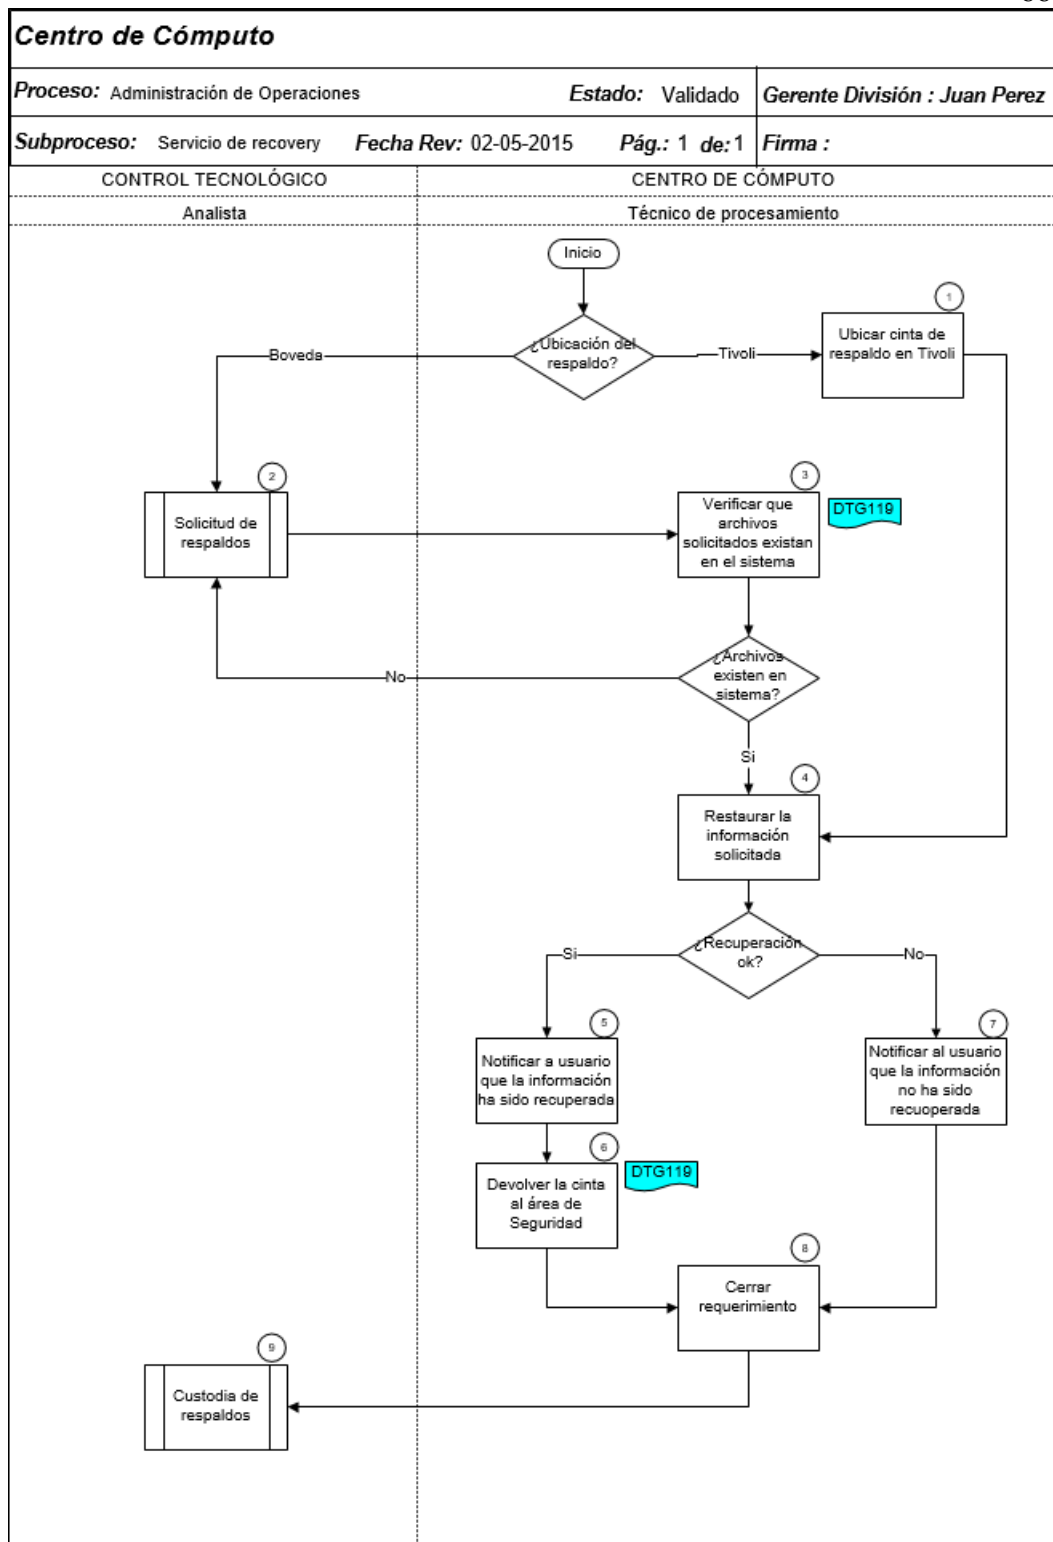 Centro de Cómputo
Proceso: Administración de Operaciones Estado: Validado Gerente División : Juan Perez
Subproceso: Servicio de recovery Fecha Rev: 02-05-2015 Pág.: 1 de: 1 Firma :
CONTROL TECNOLÓGICO CENTRO DE CÓMPUTO
Analista Técnico de procesamiento
Inicio
1
¿Ubicación del
respaldo?
Boveda
Tivoli
Ubicar cinta de
respaldo en Tivoli
2
Solicitud de
respaldos
3
Verificar que
archivos
solicitados existan
en el sistema
DTG119
¿Archivos
existen en
sistema?
No
Si
4
Restaurar la
información
solicitada
¿Recuperación
ok?
Si
No
5
Notificar a usuario
que la información
ha sido recuperada
7
Notificar al usuario
que la información
no ha sido
recuoperada
6
Devolver la cinta
al área de
Seguridad
DTG119
8
Cerrar
requerimiento
9
Custodia de
respaldos